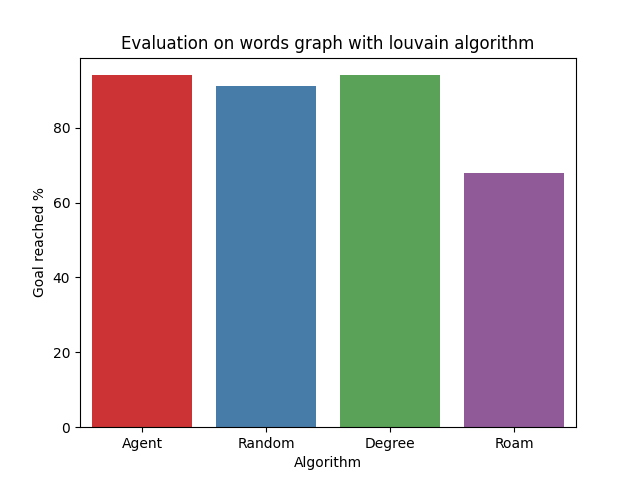 Evaluation on words graph with louvain algorithm
Goal reached %
80
60
40
20
0
Agent Random Degree Roam
Algorithm